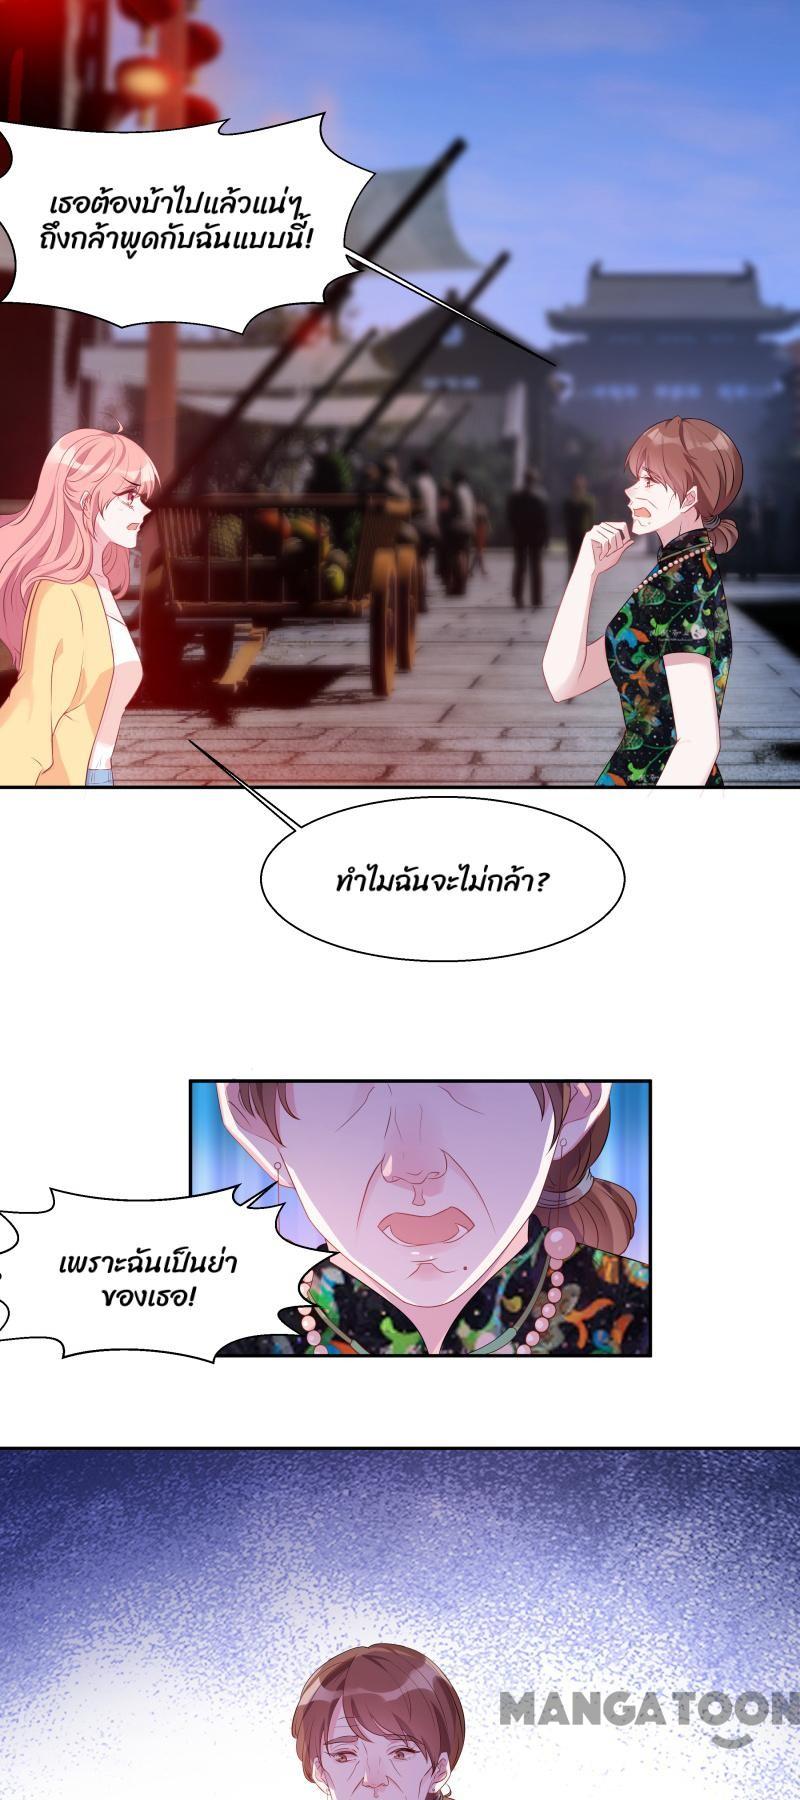 เธอต้องบ้าไปแล้วแน่ๆ
ถึงกล้าพูดกับฉันแบบนี้!
ทำไมฉันจะไม่กล้า?
เพราะฉันเป็นย่า
ของเธอ!
MANGATOON